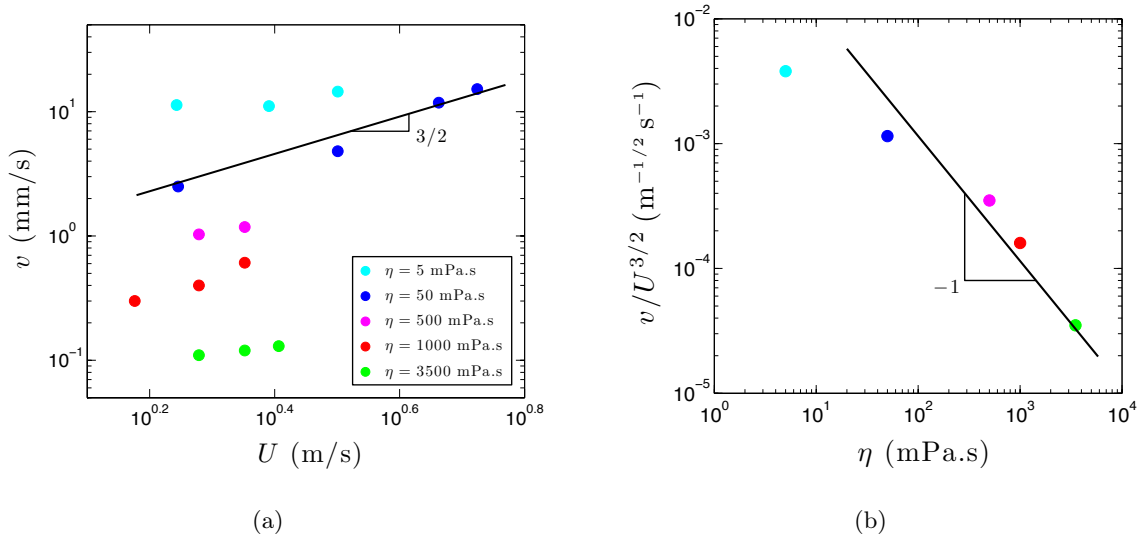 10^1
10^0
10^{-1}
v (mm/s)
3/2
η = 5 mPa.s
η = 50 mPa.s
η = 500 mPa.s
η = 1000 mPa.s
η = 3500 mPa.s
10^{0.2} 10^{0.4} 10^{0.6} 10^{0.8}
U (m/s)
(a)
10^{-2}
10^{-3}
10^{-4}
10^{-5}
v/U^{3/2} (m^{-1/2} s^{-1})
−1
10^0 10^1 10^2 10^3 10^4
η (mPa.s)
(b)